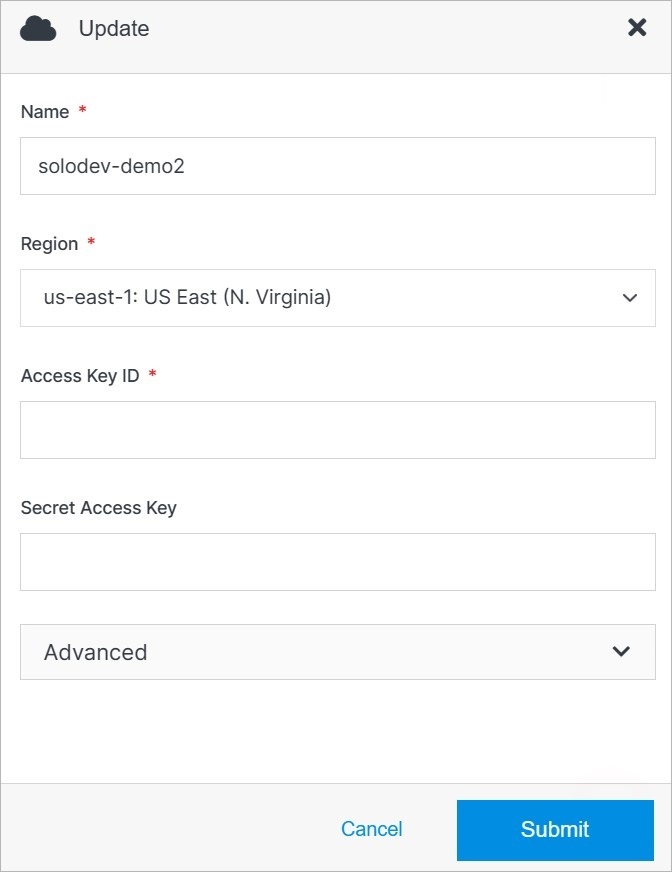 Update
Name *
solodev-demo2
Region *
us-east-1: US East (N. Virginia)
Access Key ID *
Secret Access Key
Advanced
Cancel
Submit